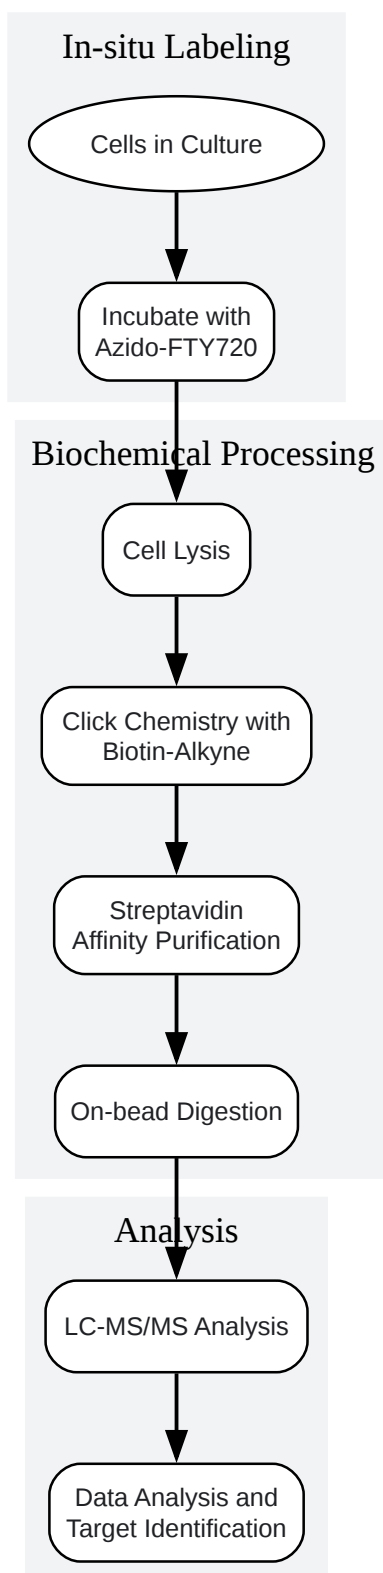 In-situ Labeling
Cells in Culture
Incubate with
Azido-FTY720
Biochemical Processing
Cell Lysis
Click Chemistry with
Biotin-Alkyne
Streptavidin
Affinity Purification
On-bead Digestion
Analysis
LC-MS/MS Analysis
Data Analysis and
Target Identification